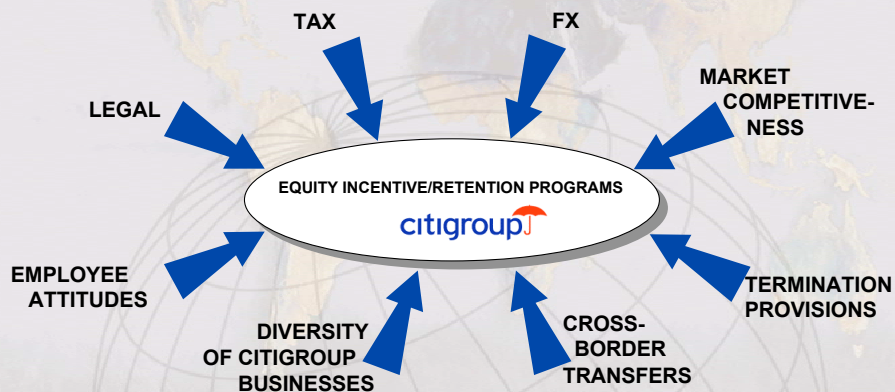 TAX
FX
LEGAL
MARKET
COMPETITIVE-
NESS
EQUITY INCENTIVE/RETENTION PROGRAMS
citigroup
EMPLOYEE
ATTITUDES
TERMINATION
PROVISIONS
DIVERSITY
OF CITIGROUP
BUSINESSES
CROSS-
BORDER
TRANSFERS